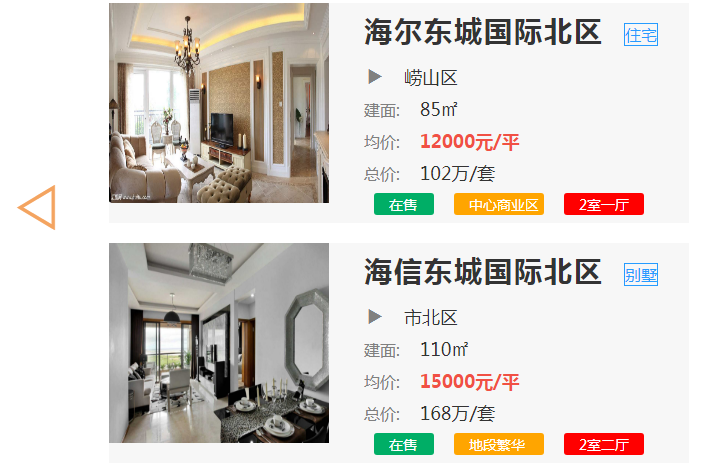 海尔东城国际北区 住宅
崂山区
建面: 85㎡
均价: 12000元/平
总价: 102万/套
在售 中心商业区 2室一厅
海信东城国际北区 别墅
市北区
建面: 110㎡
均价: 15000元/平
总价: 168万/套
在售 地段繁华 2室二厅